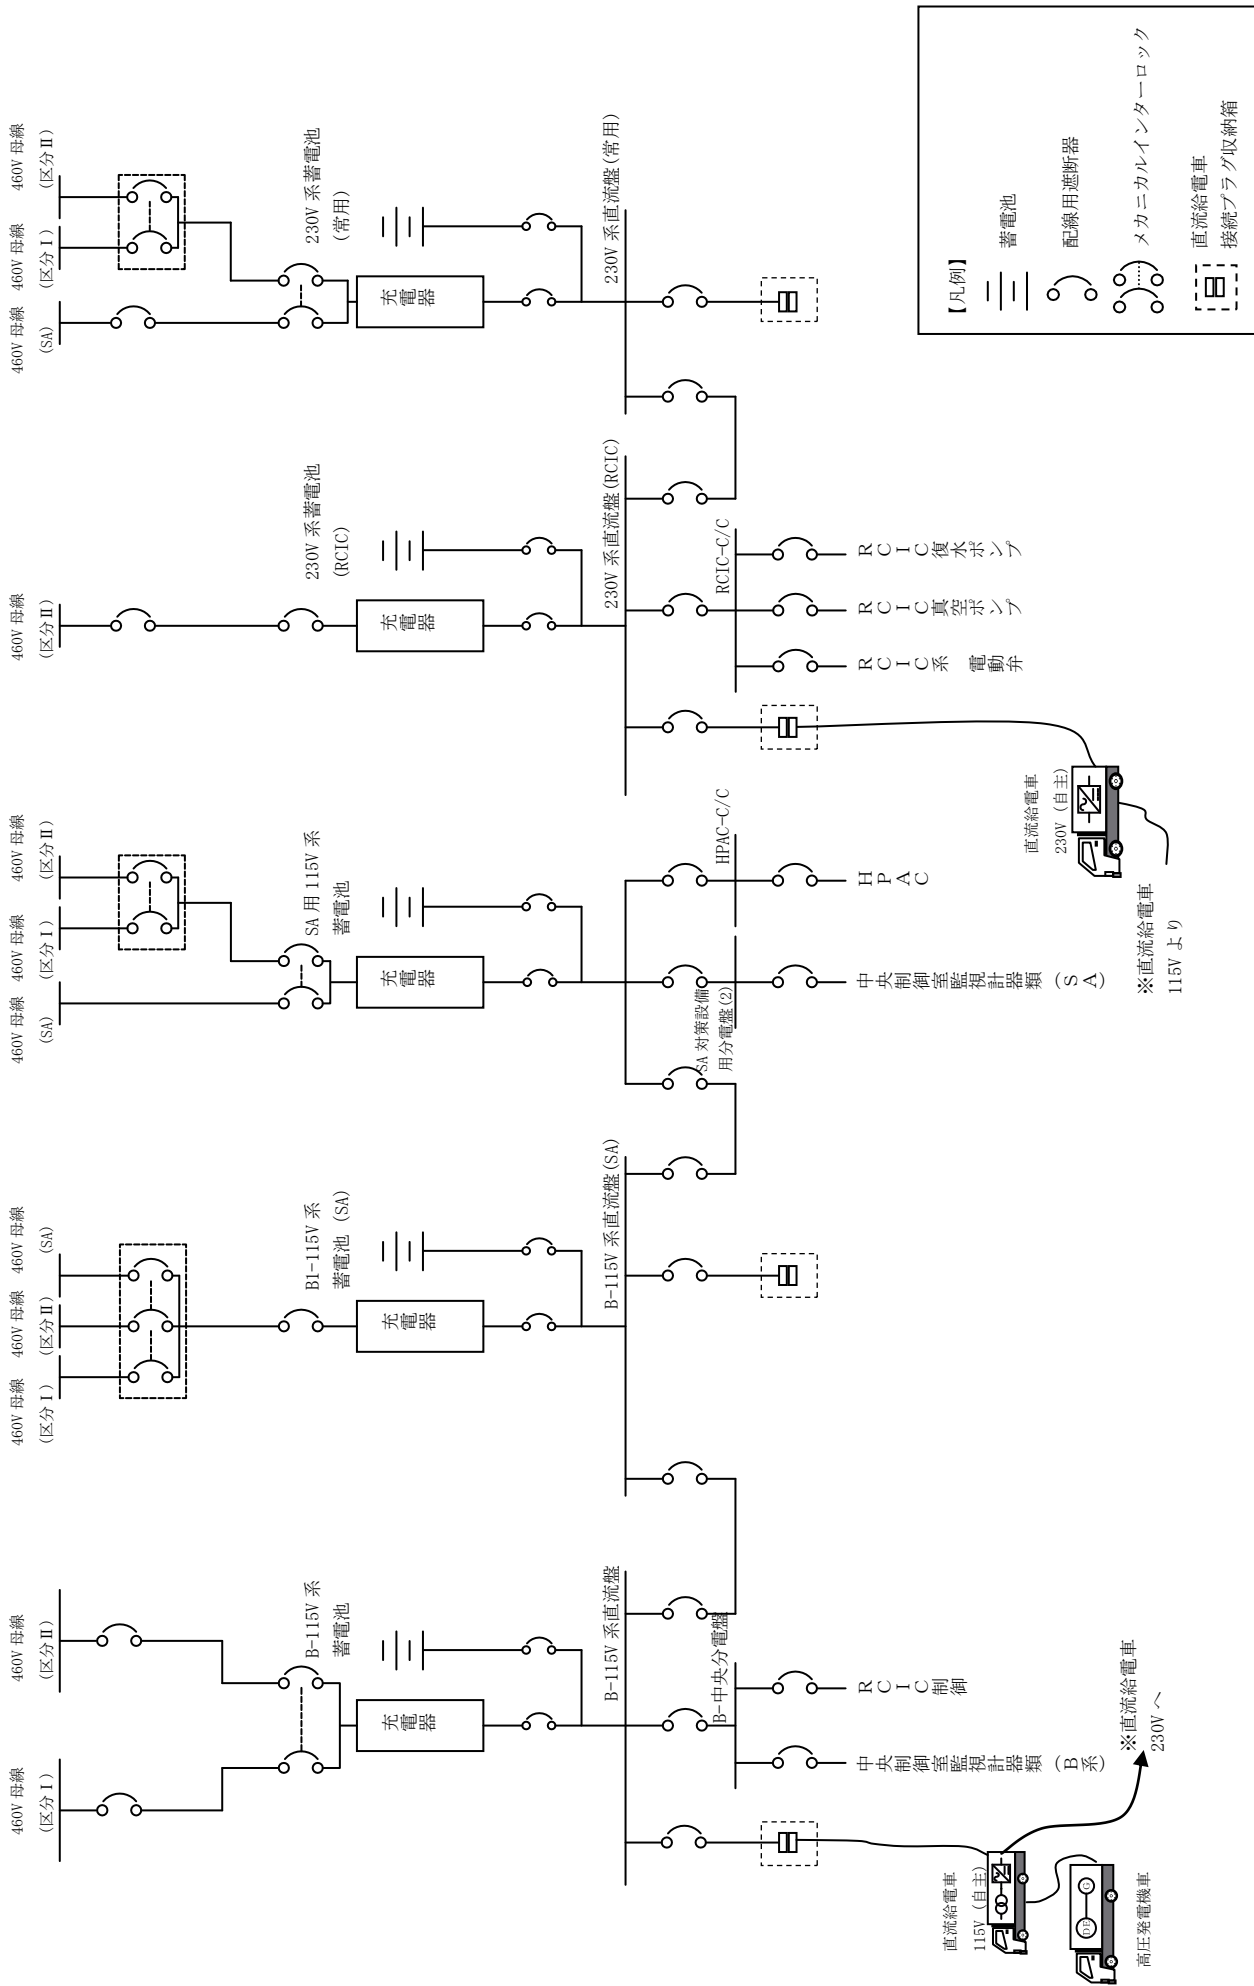 460V 母線
(区分Ⅰ)
460V 母線
(区分Ⅱ)
B-115V 系
蓄電池
充電器
B-115V 系直流盤
B-中央分電盤
中央制御室監視計器類（Ｂ系）
ＲＣＩＣ制御
直流給電車
115V（自主）
高圧発電機車
DE
G
※直流給電車
230V へ
460V 母線
(区分Ⅰ)
460V 母線
(区分Ⅱ)
460V 母線
(SA)
B1-115V 系
蓄電池（SA）
充電器
B-115V 系直流盤(SA)
460V 母線
(SA)
460V 母線
(区分Ⅰ)
460V 母線
(区分Ⅱ)
SA 用 115V 系
蓄電池
充電器
SA 対策設備
用分電盤(2)
HPAC-C/C
中央制御室監視計器類（ＳＡ）
ＨＰＡＣ
460V 母線
(区分Ⅱ)
230V 系蓄電池
(RCIC)
充電器
230V 系直流盤(RCIC)
RCIC-C/C
ＲＣＩＣ系 電動弁
ＲＣＩＣ真空ポンプ
ＲＣＩＣ復水ポンプ
直流給電車
230V（自主）
※直流給電車
115V より
460V 母線
(SA)
460V 母線
(区分Ⅰ)
460V 母線
(区分Ⅱ)
230V 系蓄電池
(常用)
充電器
230V 系直流盤(常用)
【凡例】
蓄電池
配線用遮断器
メカニカルインターロック
直流給電車
接続プラグ収納箱